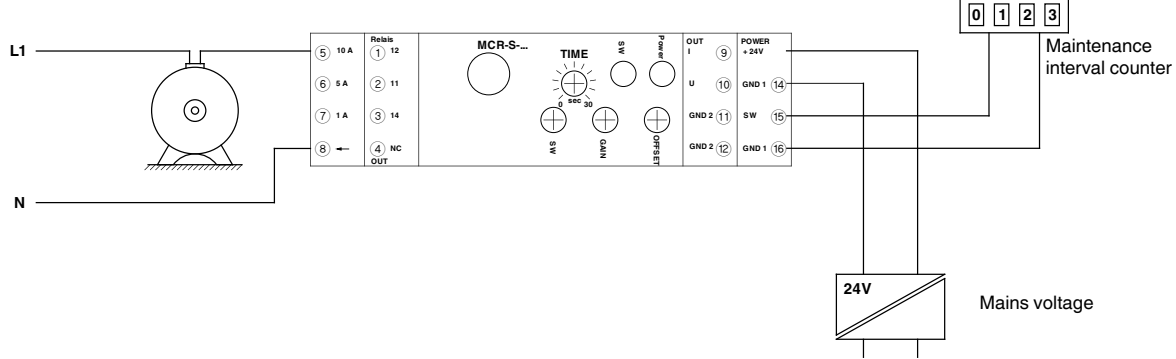 0 1 2 3
Maintenance
interval counter
L1
N
5 10 A
6 5 A
7 1 A
8
Relais
1 12
2 11
3 14
4 NC
OUT
MCR-S-...
TIME
0 sec 30
SW
Power
SW
GAIN
OFFSET
OUT
I 9
U 10
GND 2 11
GND 2 12
POWER
+ 24V
GND 1 14
SW 15
GND 1 16
24V
Mains voltage